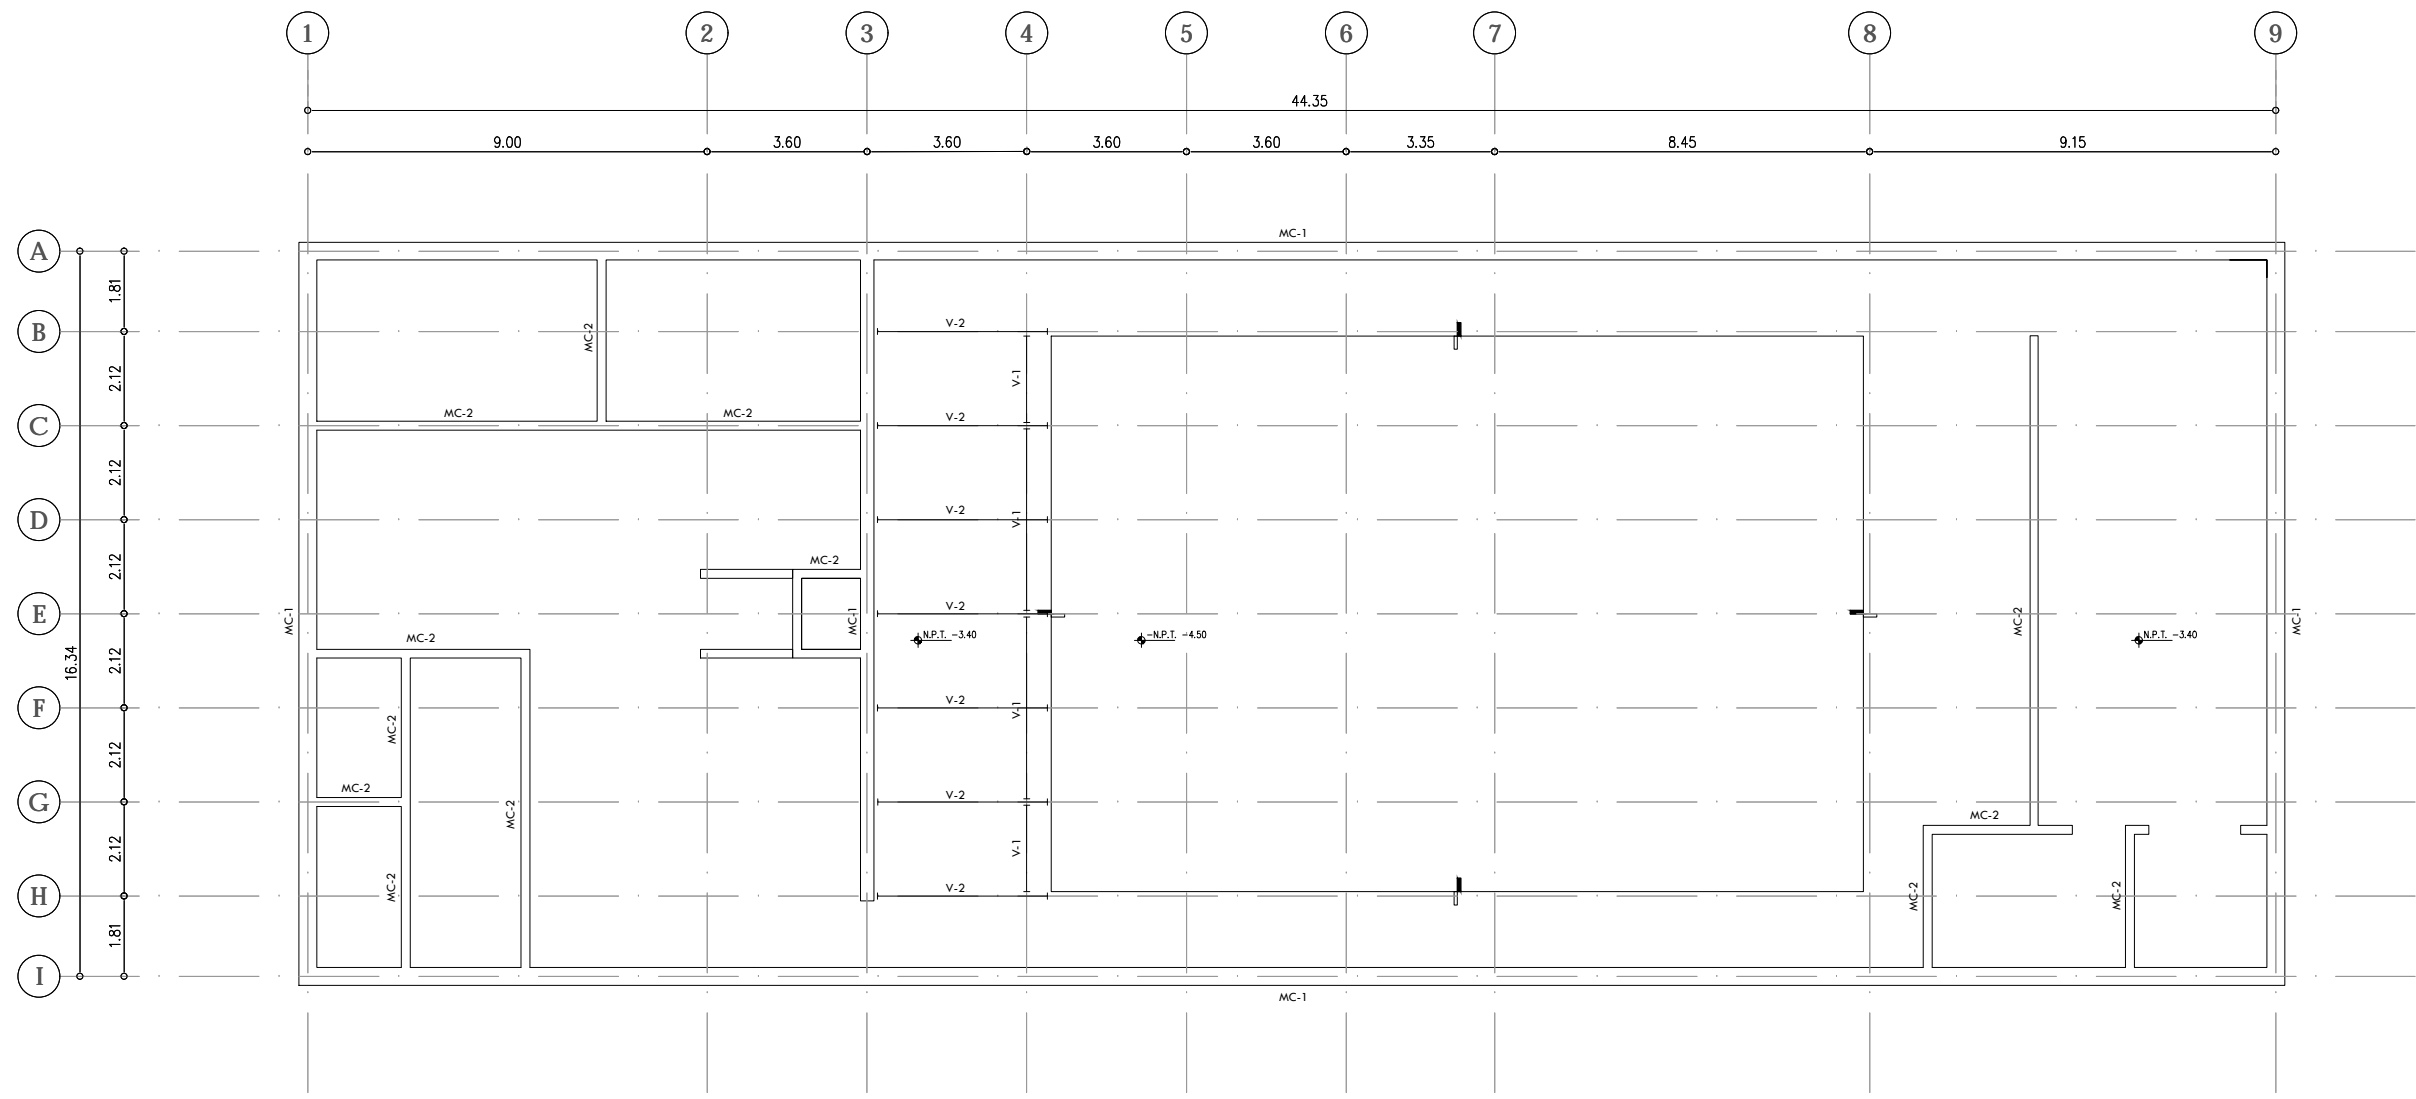 1 2 3 4 5 6 7 8 9
44.35
9.00 3.60 3.60 3.60 3.60 3.35 8.45 9.15
MC-1
A
1.81
B
V-2
MC-2
2.12
V-1
MC-2 MC-2 V-2
C
2.12
V-2
D
V-1
MC-2
2.12
V-2
E
MC-1 MC-1 MC-2 MC-1
N.P.T. -3.40 -N.P.T. -4.50 N.P.T. -3.40
MC-2
16.34
2.12
V-2
F
V-1
MC-2
2.12
MC-2 V-2
G
MC-2
MC-2
2.12
V-1
MC-2 V-2
H
MC-2 MC-2
1.81
I
MC-1